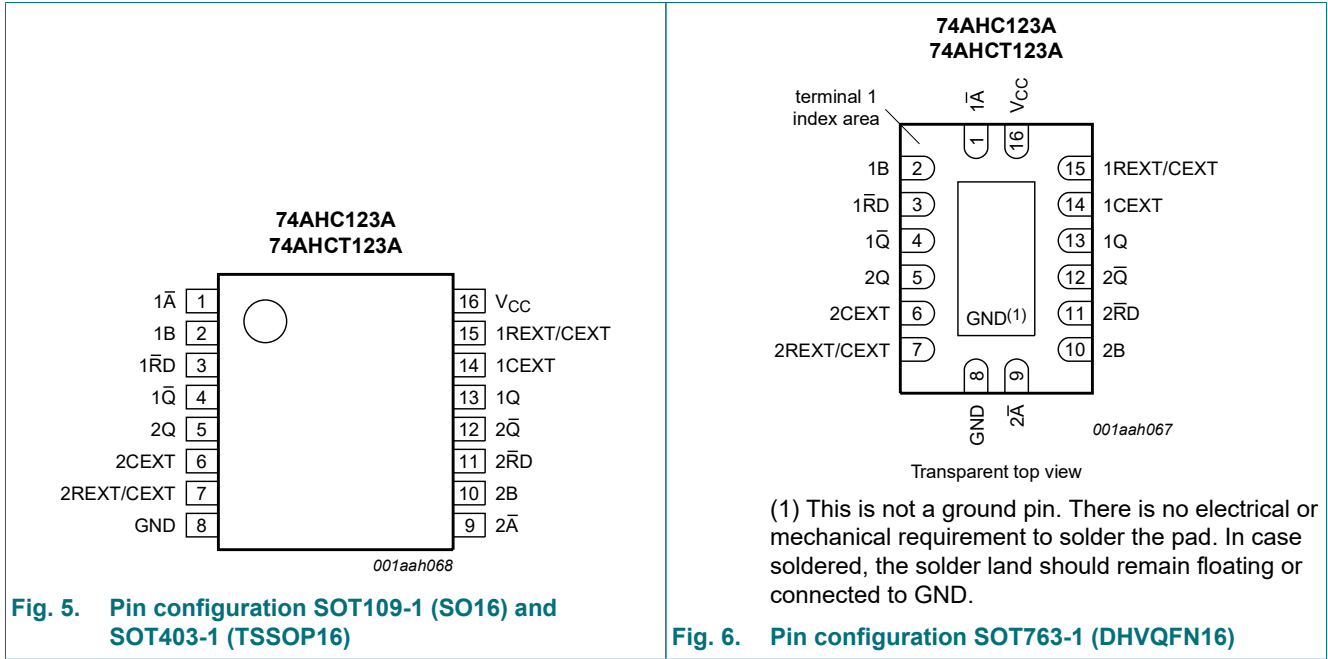 74AHC123A
74AHCT123A
1A̅ 1
1B 2
1R̅D 3
1Q̅ 4
2Q 5
2CEXT 6
2REXT/CEXT 7
GND 8
16 VCC
15 1REXT/CEXT
14 1CEXT
13 1Q
12 2Q̅
11 2R̅D
10 2B
9 2A̅
001aah068
Fig. 5. Pin configuration SOT109-1 (SO16) and
SOT403-1 (TSSOP16)
74AHC123A
74AHCT123A
terminal 1
index area
1A̅
VCC
1
16
1B 2
1R̅D 3
1Q̅ 4
2Q 5
2CEXT 6
2REXT/CEXT 7
15 1REXT/CEXT
14 1CEXT
13 1Q
12 2Q̅
11 2R̅D
10 2B
GND(1)
8
9
GND
2A̅
001aah067
Transparent top view
(1) This is not a ground pin. There is no electrical or
mechanical requirement to solder the pad. In case
soldered, the solder land should remain floating or
connected to GND.
Fig. 6. Pin configuration SOT763-1 (DHVQFN16)